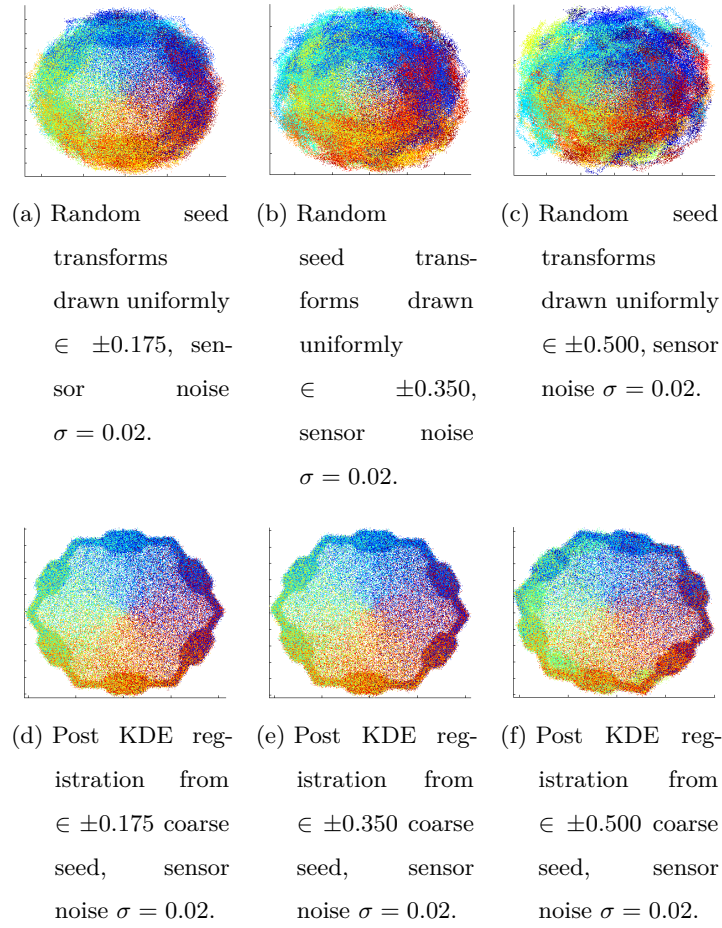 (a) Random seed
transforms
drawn uniformly
∈ ±0.175, sen-
sor noise
σ = 0.02.
(b) Random
seed trans-
forms drawn
uniformly
∈ ±0.350,
sensor noise
σ = 0.02.
(c) Random seed
transforms
drawn uniformly
∈ ±0.500, sensor
noise σ = 0.02.
(d) Post KDE reg-
istration from
∈ ±0.175 coarse
seed, sensor
noise σ = 0.02.
(e) Post KDE reg-
istration from
∈ ±0.350 coarse
seed, sensor
noise σ = 0.02.
(f) Post KDE reg-
istration from
∈ ±0.500 coarse
seed, sensor
noise σ = 0.02.